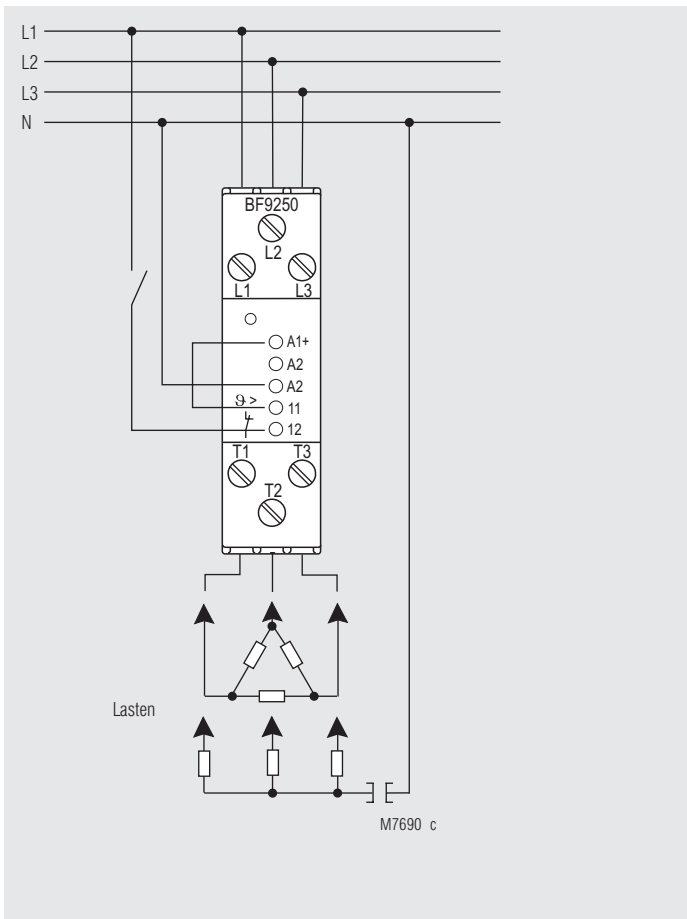 L1
L2
L3
N
BF9250
L2
L1 L3
A1+
A2
A2
ϑ > 11
12
T1 T3
T2
Lasten
M7690 c